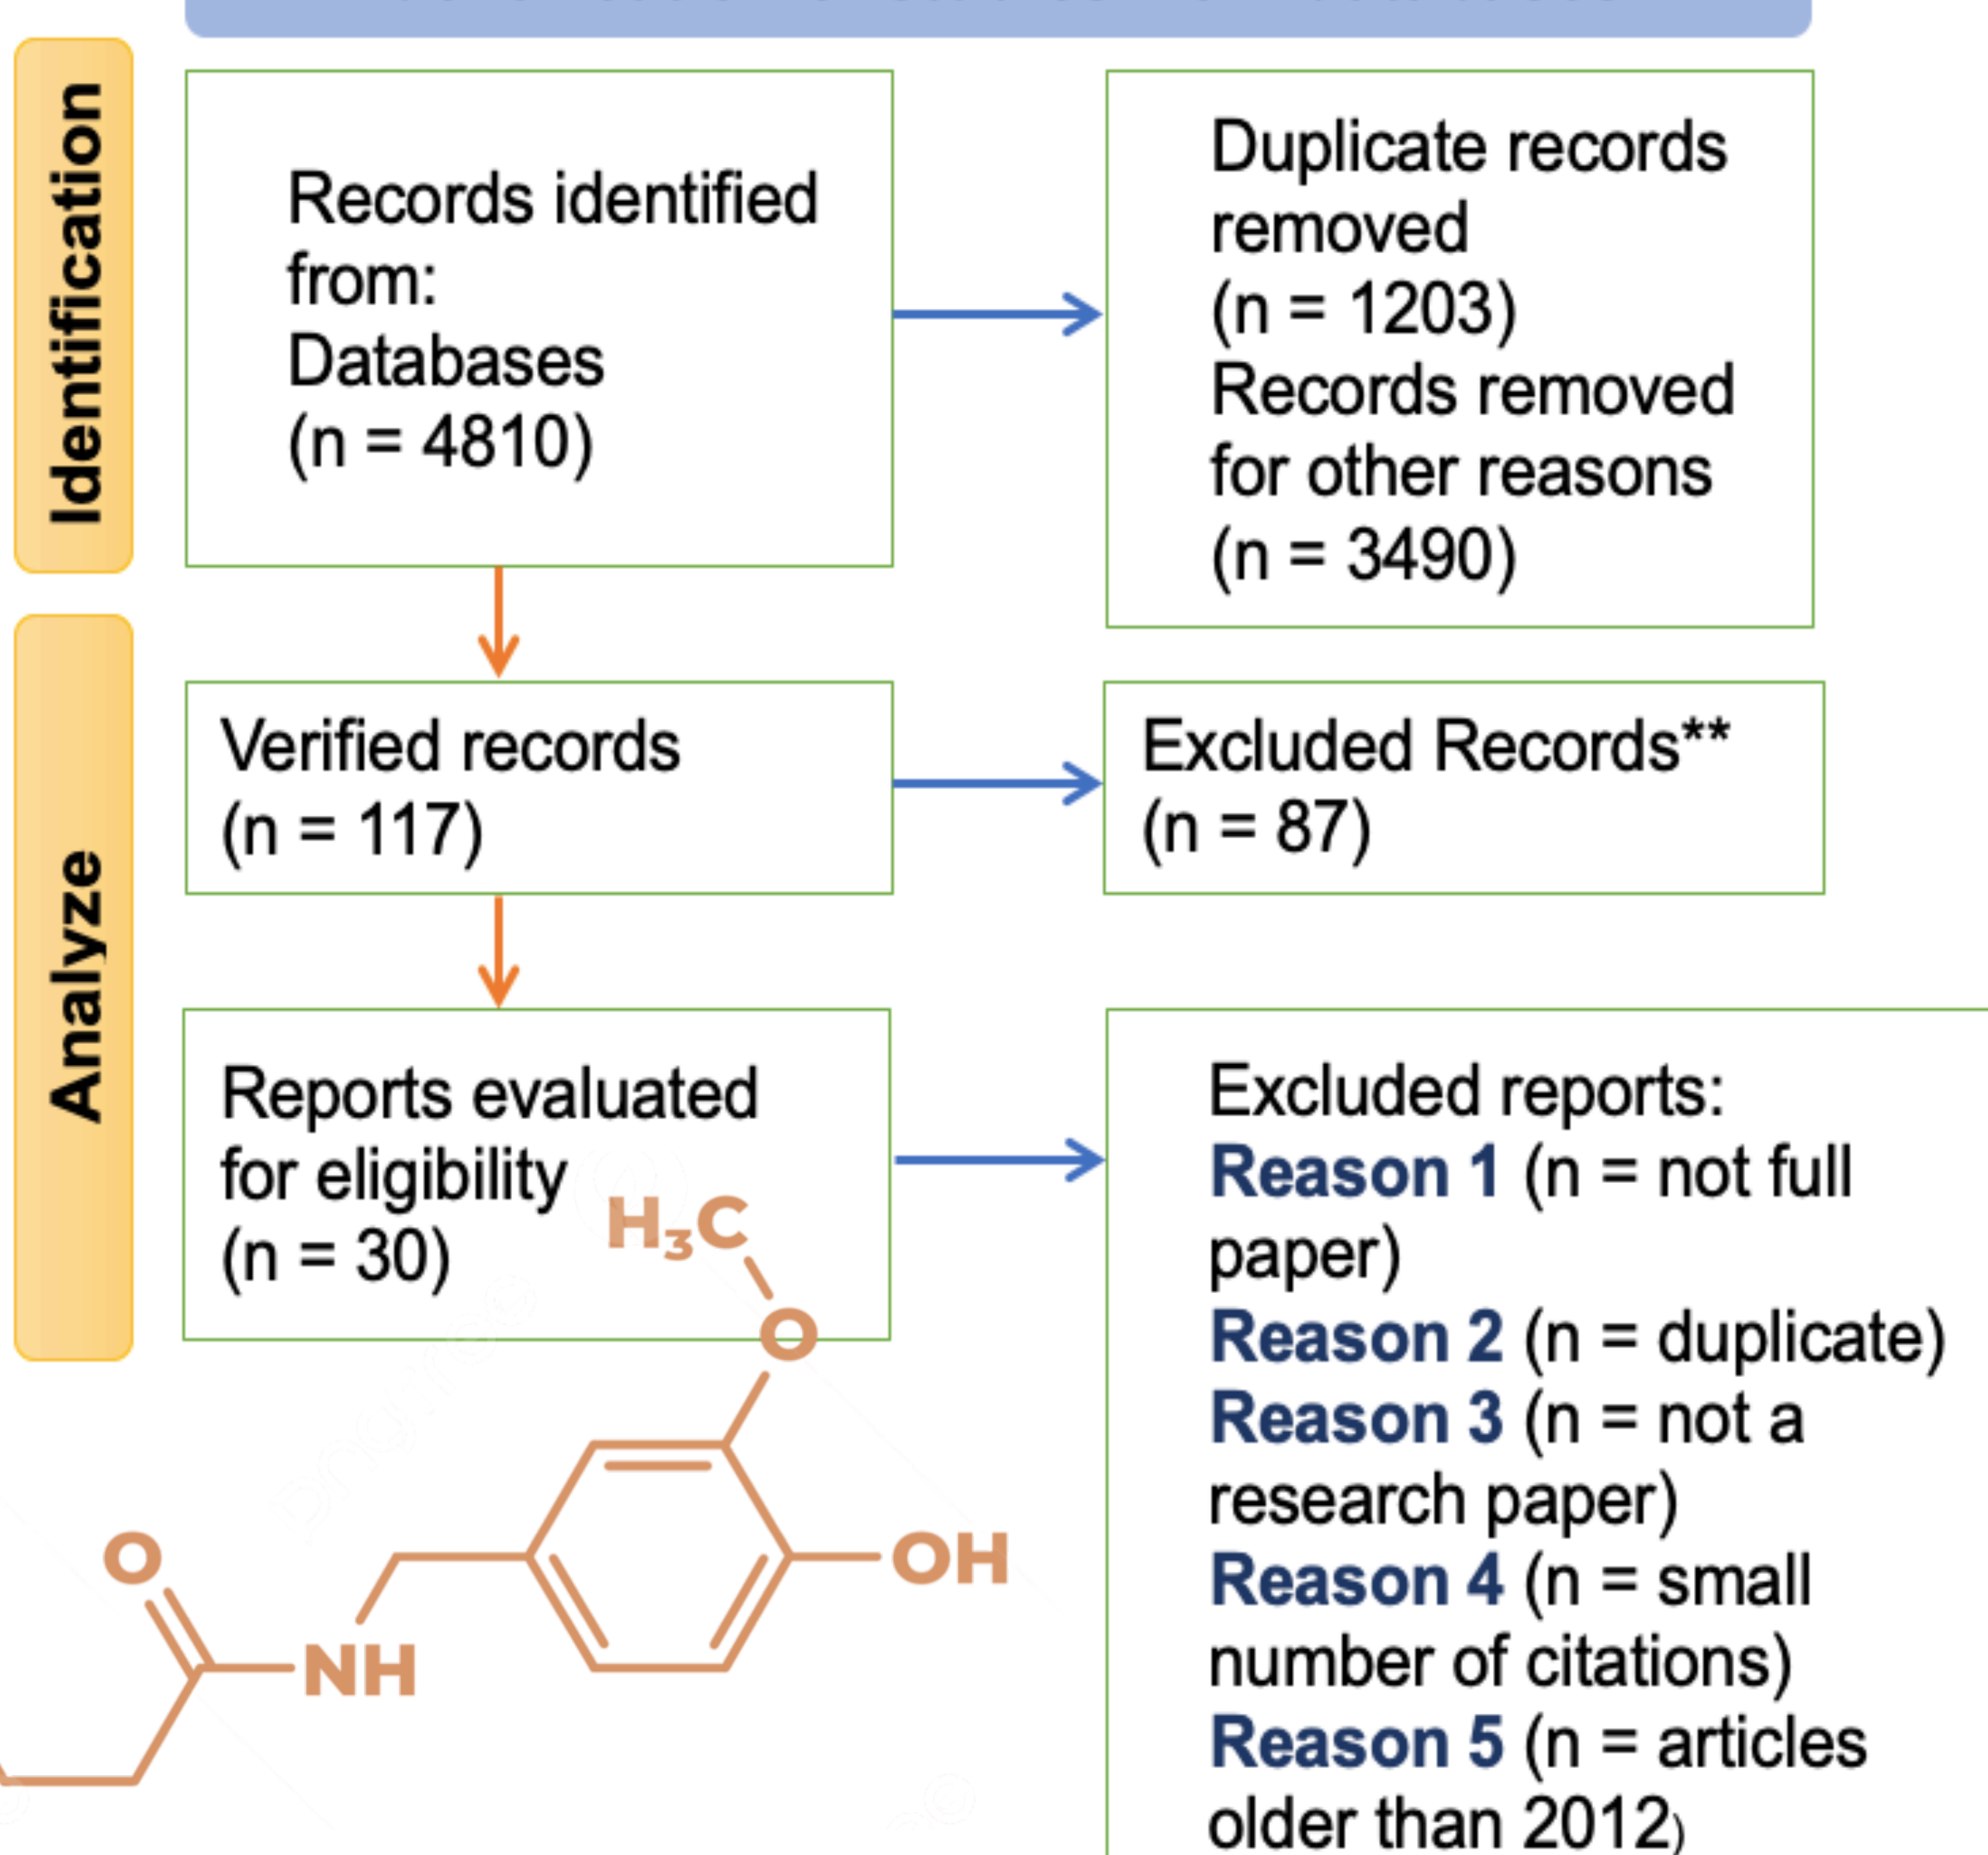 Identification
Records identified
from:
Databases
(n = 4810)
Duplicate records
removed
(n = 1203)
Records removed
for other reasons
(n = 3490)
Analyze
Verified records
(n = 117)
Excluded Records**
(n = 87)
Reports evaluated
for eligibility
(n = 30)
Excluded reports:
Reason 1 (n = not full
paper)
Reason 2 (n = duplicate)
Reason 3 (n = not a
research paper)
Reason 4 (n = small
number of citations)
Reason 5 (n = articles
older than 2012)
H₃C
O
OH
O
NH